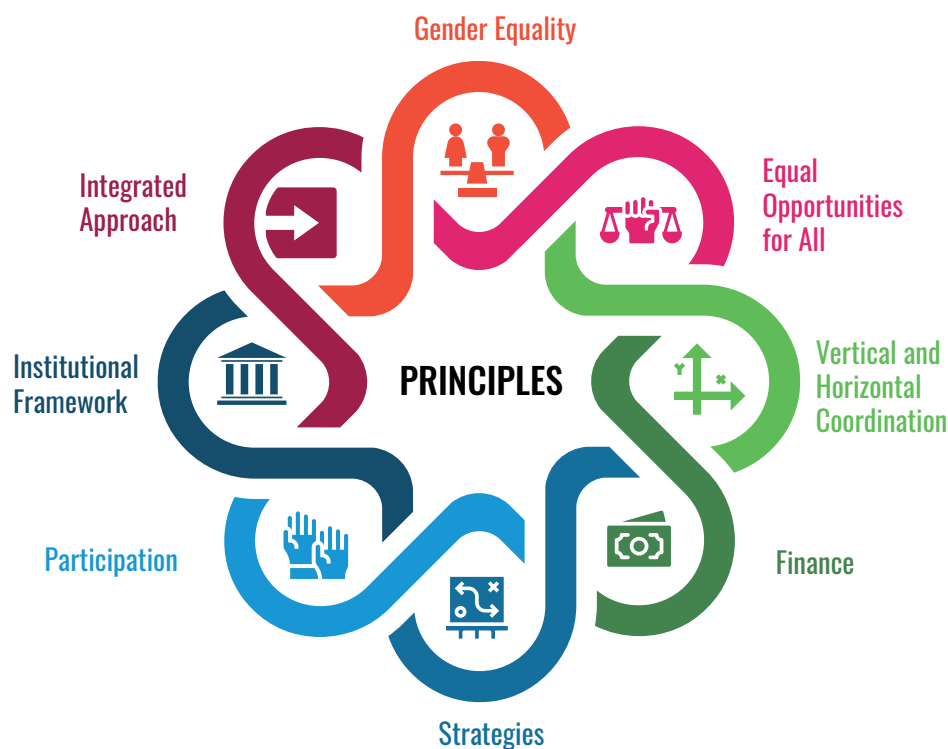 Gender Equality
Equal
Opportunities
for All
Vertical and
Horizontal
Coordination
Finance
Strategies
Participation
Institutional
Framework
Integrated
Approach
PRINCIPLES
Y
X
X